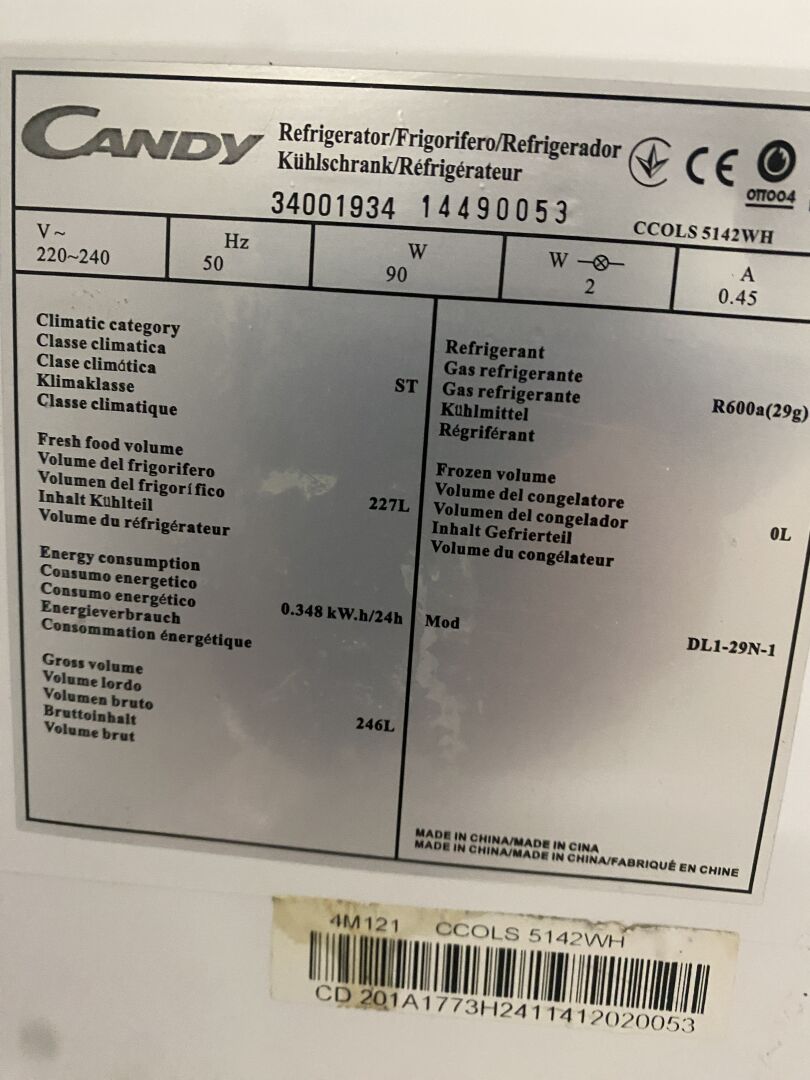 CANDY
Refrigerator/Frigorifero/Refrigerador
Kühlschrank/Réfrigérateur
CE
ОПТ004
34001934 14490053
CCOLS 5142WH
V~
220~240
Hz
50
W
90
W
2
A
0.45
Climatic category
Classe climatica
Clase climática
Klimaklasse
Classe climatique
ST
Fresh food volume
Volume del frigorifero
Volumen del frigorífico
Inhalt Kühlteil
Volume du réfrigérateur
227L
Energy consumption
Consumo energetico
Consumo energético
Energieverbrauch
Consommation énergétique
0.348 kW.h/24h
Gross volume
Volume lordo
Volumen bruto
Bruttoinhalt
Volume brut
246L
Refrigerant
Gas refrigerante
Gas refrigerante
Kühlmittel
Régriférant
R600a(29g)
Frozen volume
Volume del congelatore
Volumen del congelador
Inhalt Gefrierteil
Volume du congélateur
0L
Mod
DL1-29N-1
MADE IN CHINA/MADE IN CINA
MADE IN CHINA/MADE IN CHINA/FABRIQUÉ EN CHINE
4M121 CCOLS 5142WH
CD 201A1773H2411412020053